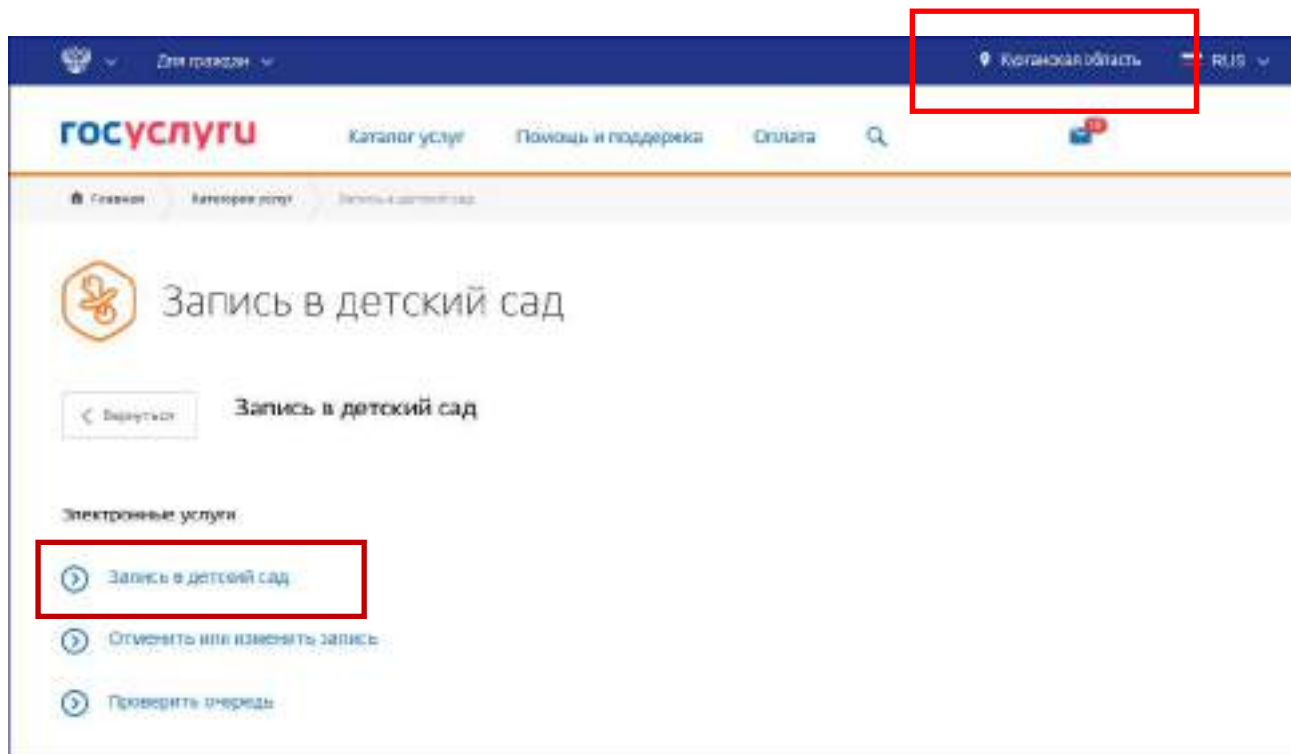 Для граждан
Курганская область
RUS
госуслуги
Каталог услуг
Помощь и поддержка
Оплата
Главная
Категории услуг
Запись в детский сад
Запись в детский сад
Вернуться
Запись в детский сад
Электронные услуги
Запись в детский сад
Отменить или изменить запись
Проверить очередь